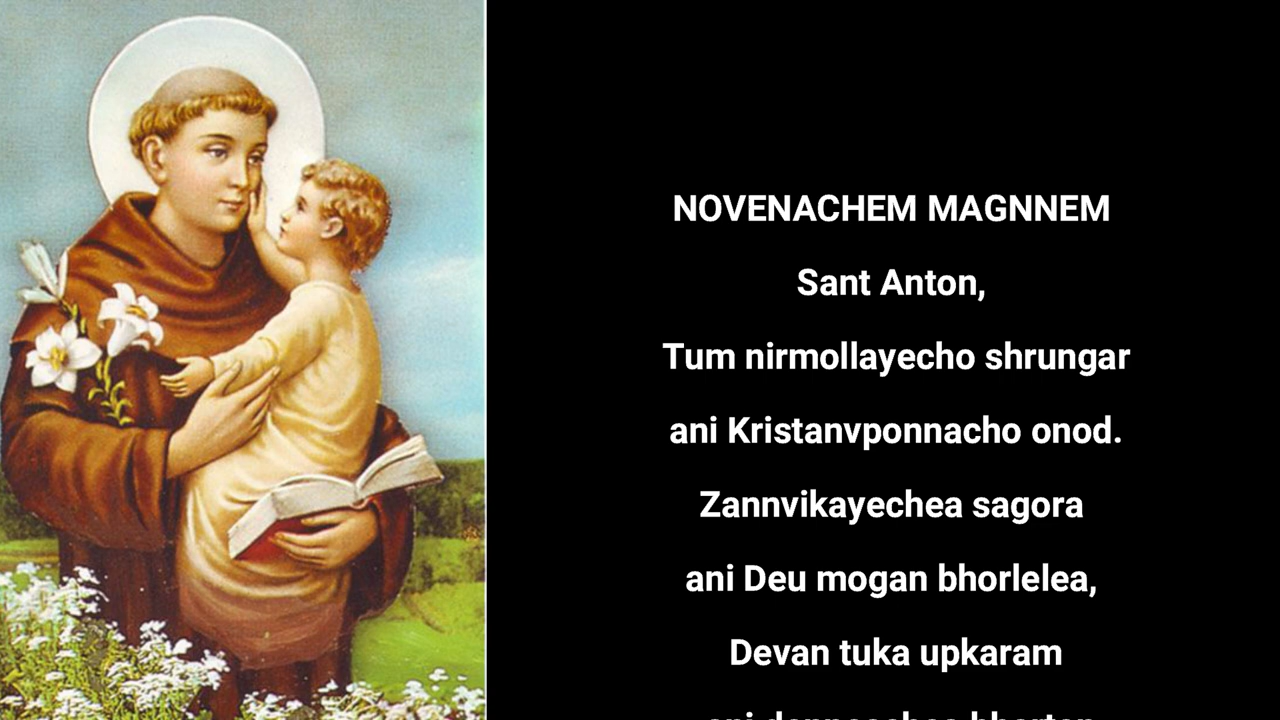 NOVENACHEM MAGNNEM
Sant Anton,
Tum nirmollayecho shrungar
ani Kristanvponnacho onod.
Zannvikayechea sagora
ani Deu mogan bhorlelea,
Devan tuka upkaram